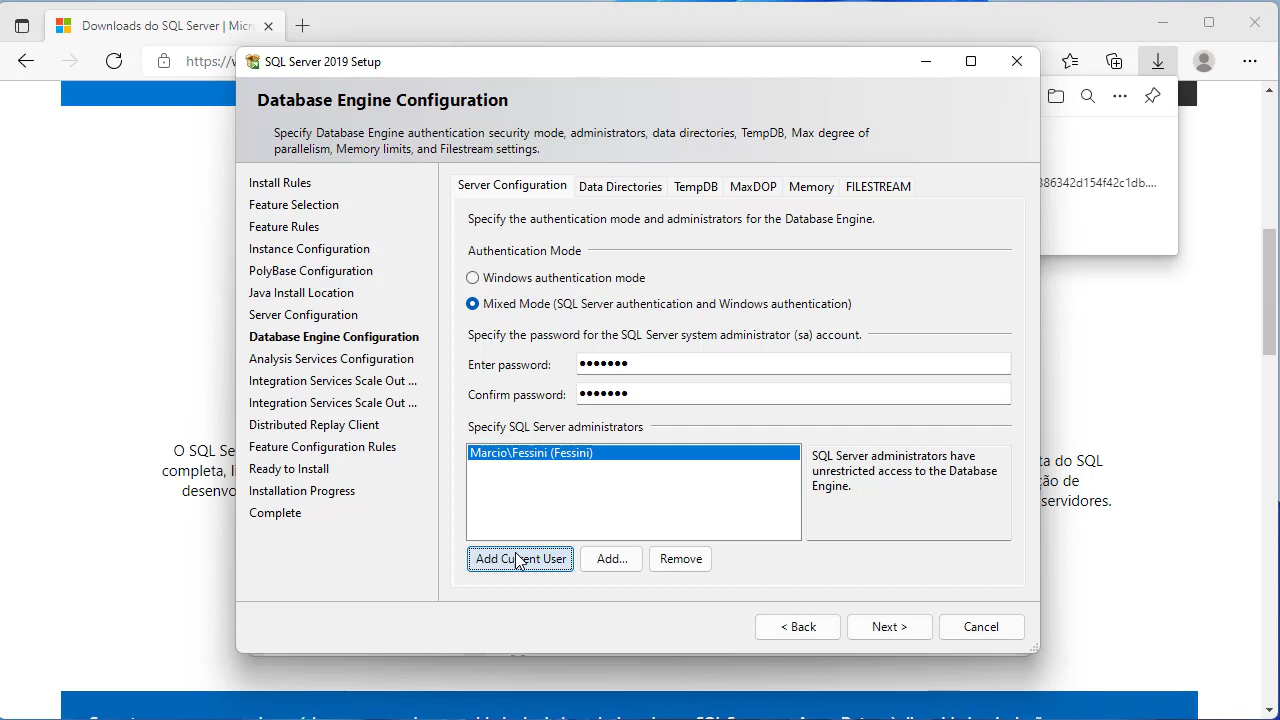 Downloads do SQL Server | Micr
https://w
SQL Server 2019 Setup
Database Engine Configuration
Specify Database Engine authentication security mode, administrators, data directories, TempDB, Max degree of
parallelism, Memory limits, and Filestream settings.
Install Rules
Feature Selection
Feature Rules
Instance Configuration
PolyBase Configuration
Java Install Location
Server Configuration
Database Engine Configuration
Analysis Services Configuration
Integration Services Scale Out ...
Integration Services Scale Out ...
Distributed Replay Client
Feature Configuration Rules
Ready to Install
Installation Progress
Complete
Server Configuration
Data Directories
TempDB
MaxDOP
Memory
FILESTREAM
Specify the authentication mode and administrators for the Database Engine.
Authentication Mode
Windows authentication mode
Mixed Mode (SQL Server authentication and Windows authentication)
Specify the password for the SQL Server system administrator (sa) account.
Enter password: ●●●●●●●
Confirm password: ●●●●●●●
Specify SQL Server administrators
Marcio\Fessini (Fessini)
SQL Server administrators have
unrestricted access to the Database
Engine.
Add Current User
Add...
Remove
< Back
Next >
Cancel
386342d154f42c1db....
O SQL Se
completa, l
desenvo
ta do SQL
ção de
servidores.